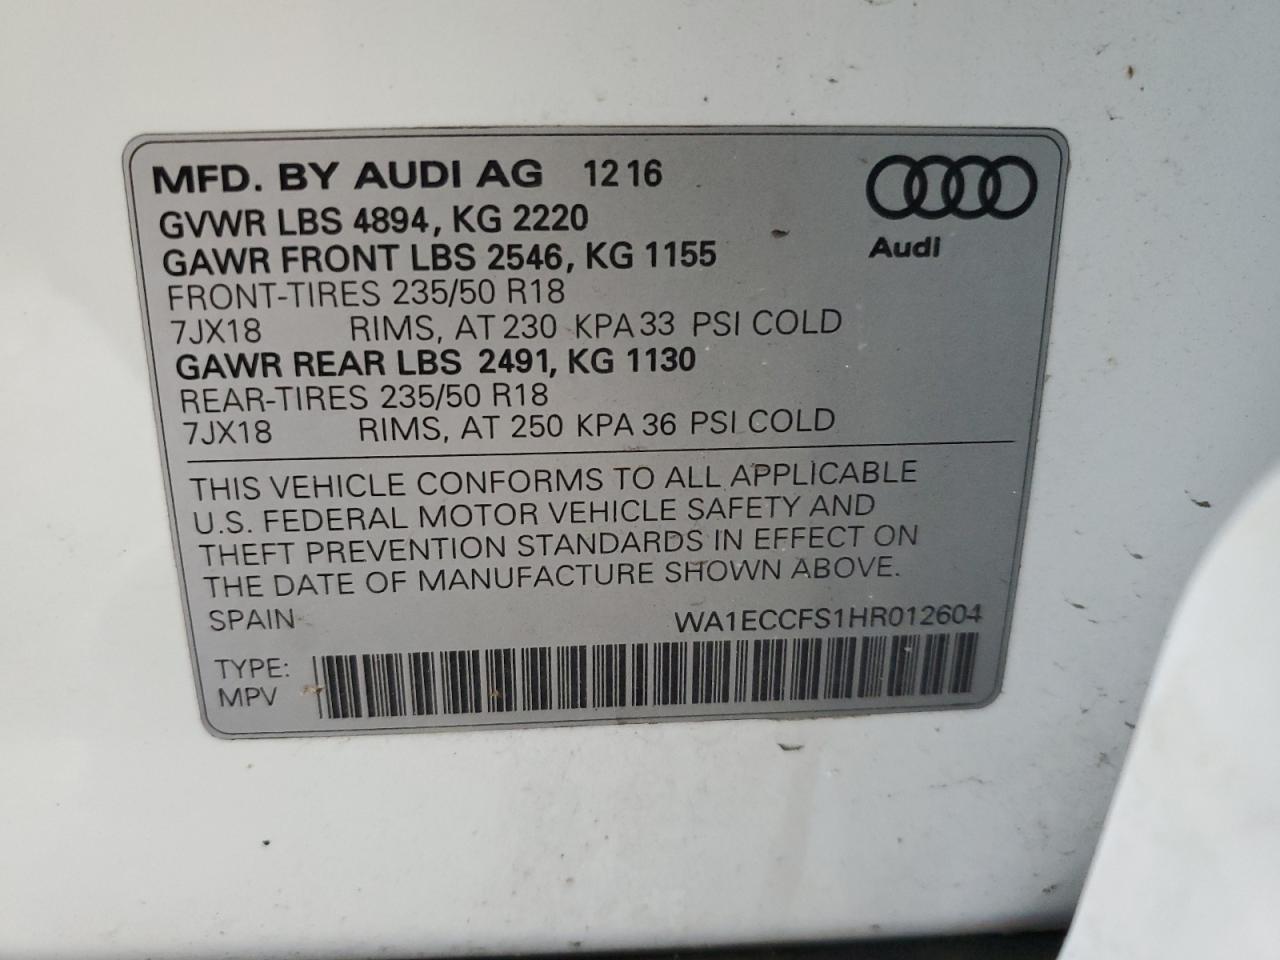 MFD. BY AUDI AG 12 16
GVWR LBS 4894, KG 2220
GAWR FRONT LBS 2546, KG 1155
Audi
FRONT-TIRES 235/50 R18
7JX18 RIMS, AT 230 KPA 33 PSI COLD
GAWR REAR LBS 2491, KG 1130
REAR-TIRES 235/50 R18
7JX18 RIMS, AT 250 KPA 36 PSI COLD
THIS VEHICLE CONFORMS TO ALL APPLICABLE
U.S. FEDERAL MOTOR VEHICLE SAFETY AND
THEFT PREVENTION STANDARDS IN EFFECT ON
THE DATE OF MANUFACTURE SHOWN ABOVE.
SPAIN WA1ECCFS1HR012604
TYPE:
MPV